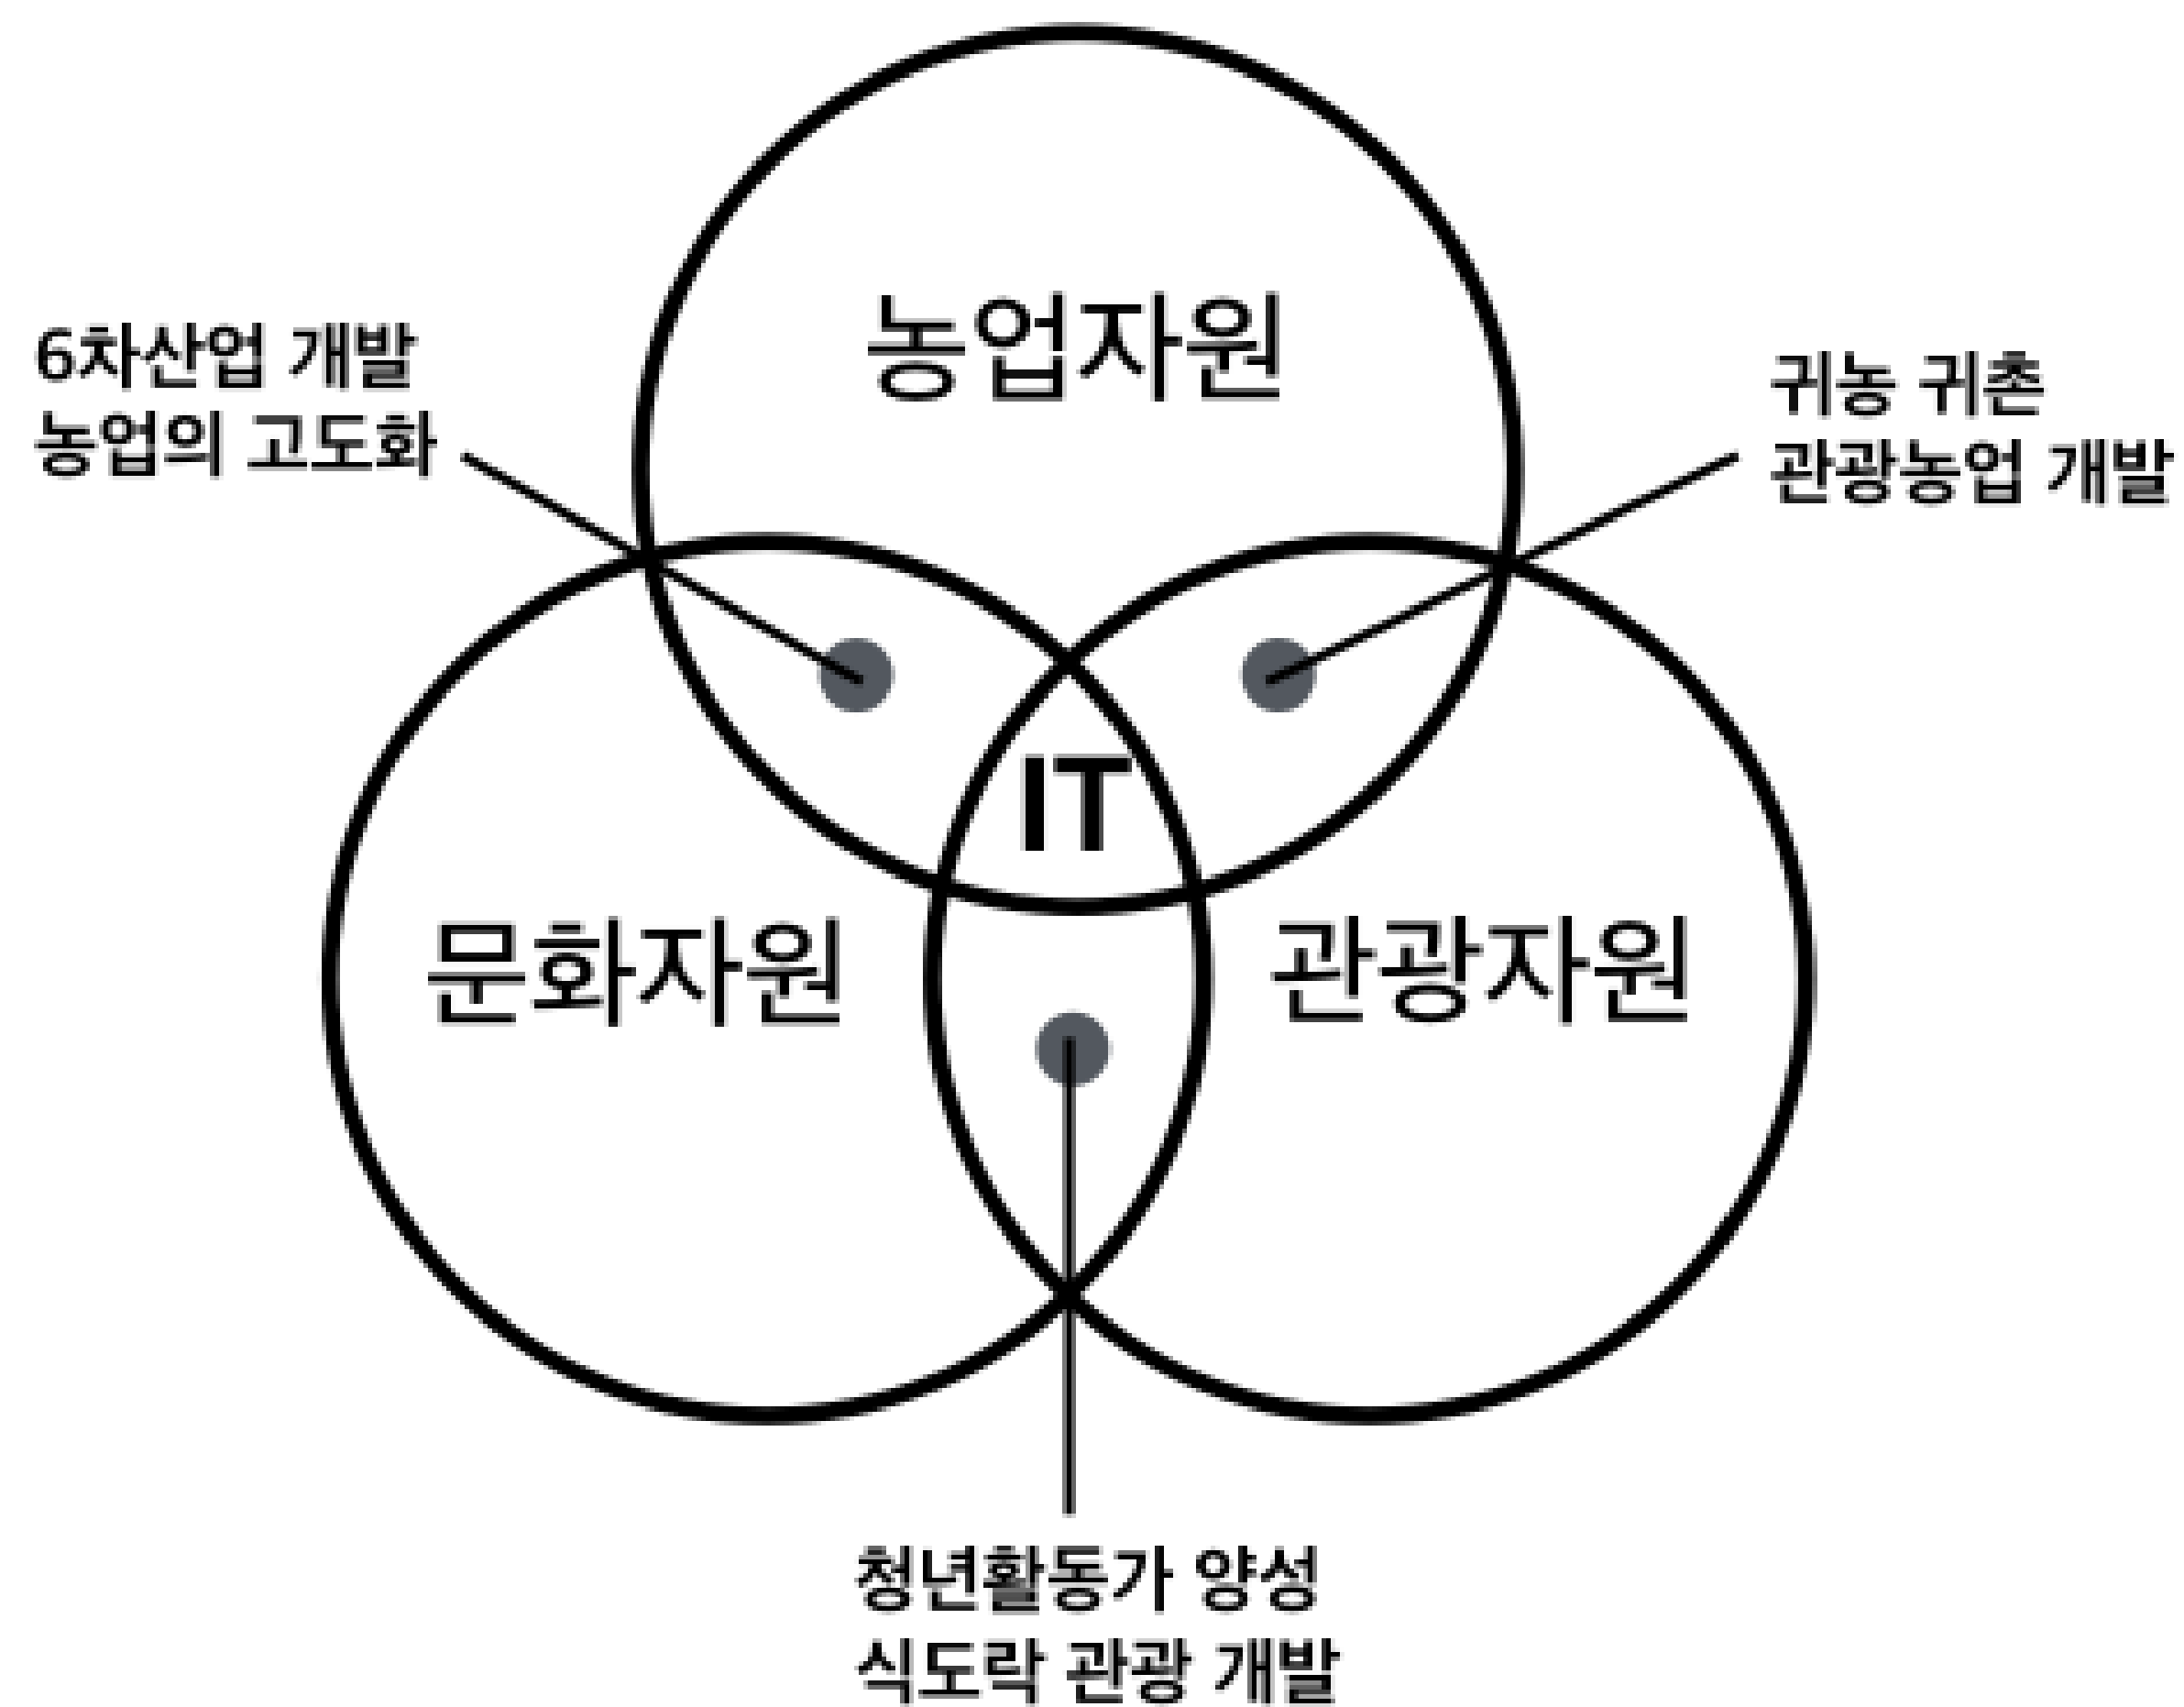 농업자원
6차산업 개발
농업의 고도화
귀농 귀촌
관광농업 개발
IT
문화자원
관광자원
청년활동가 양성
식도락 관광 개발